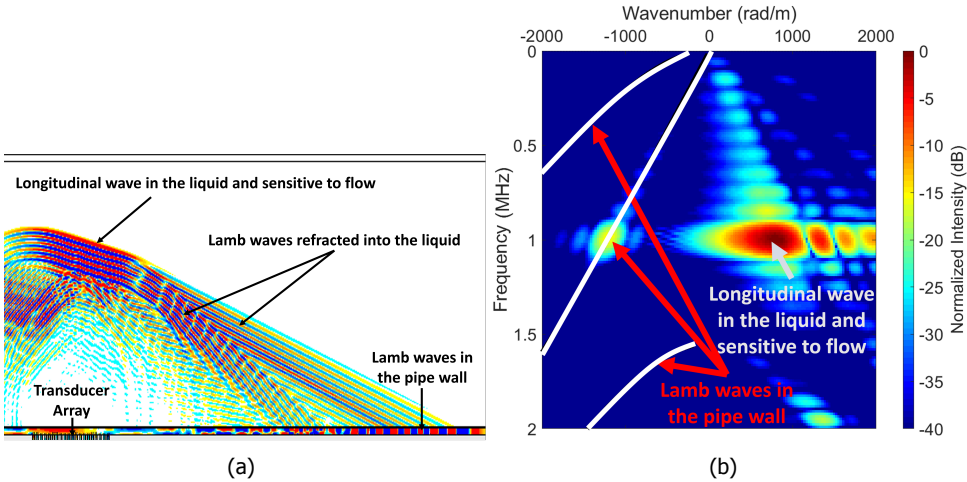 Longitudinal wave in the liquid and sensitive to flow
Lamb waves refracted into the liquid
Lamb waves in
the pipe wall
Transducer
Array
(a)
Wavenumber (rad/m)
-2000 -1000 0 1000 2000
Frequency (MHz)
0
0.5
1
1.5
2
Longitudinal wave
in the liquid and
sensitive to flow
Lamb waves in
the pipe wall
0
-5
-10
-15
-20
-25
-30
-35
-40
Normalized Intensity (dB)
(b)